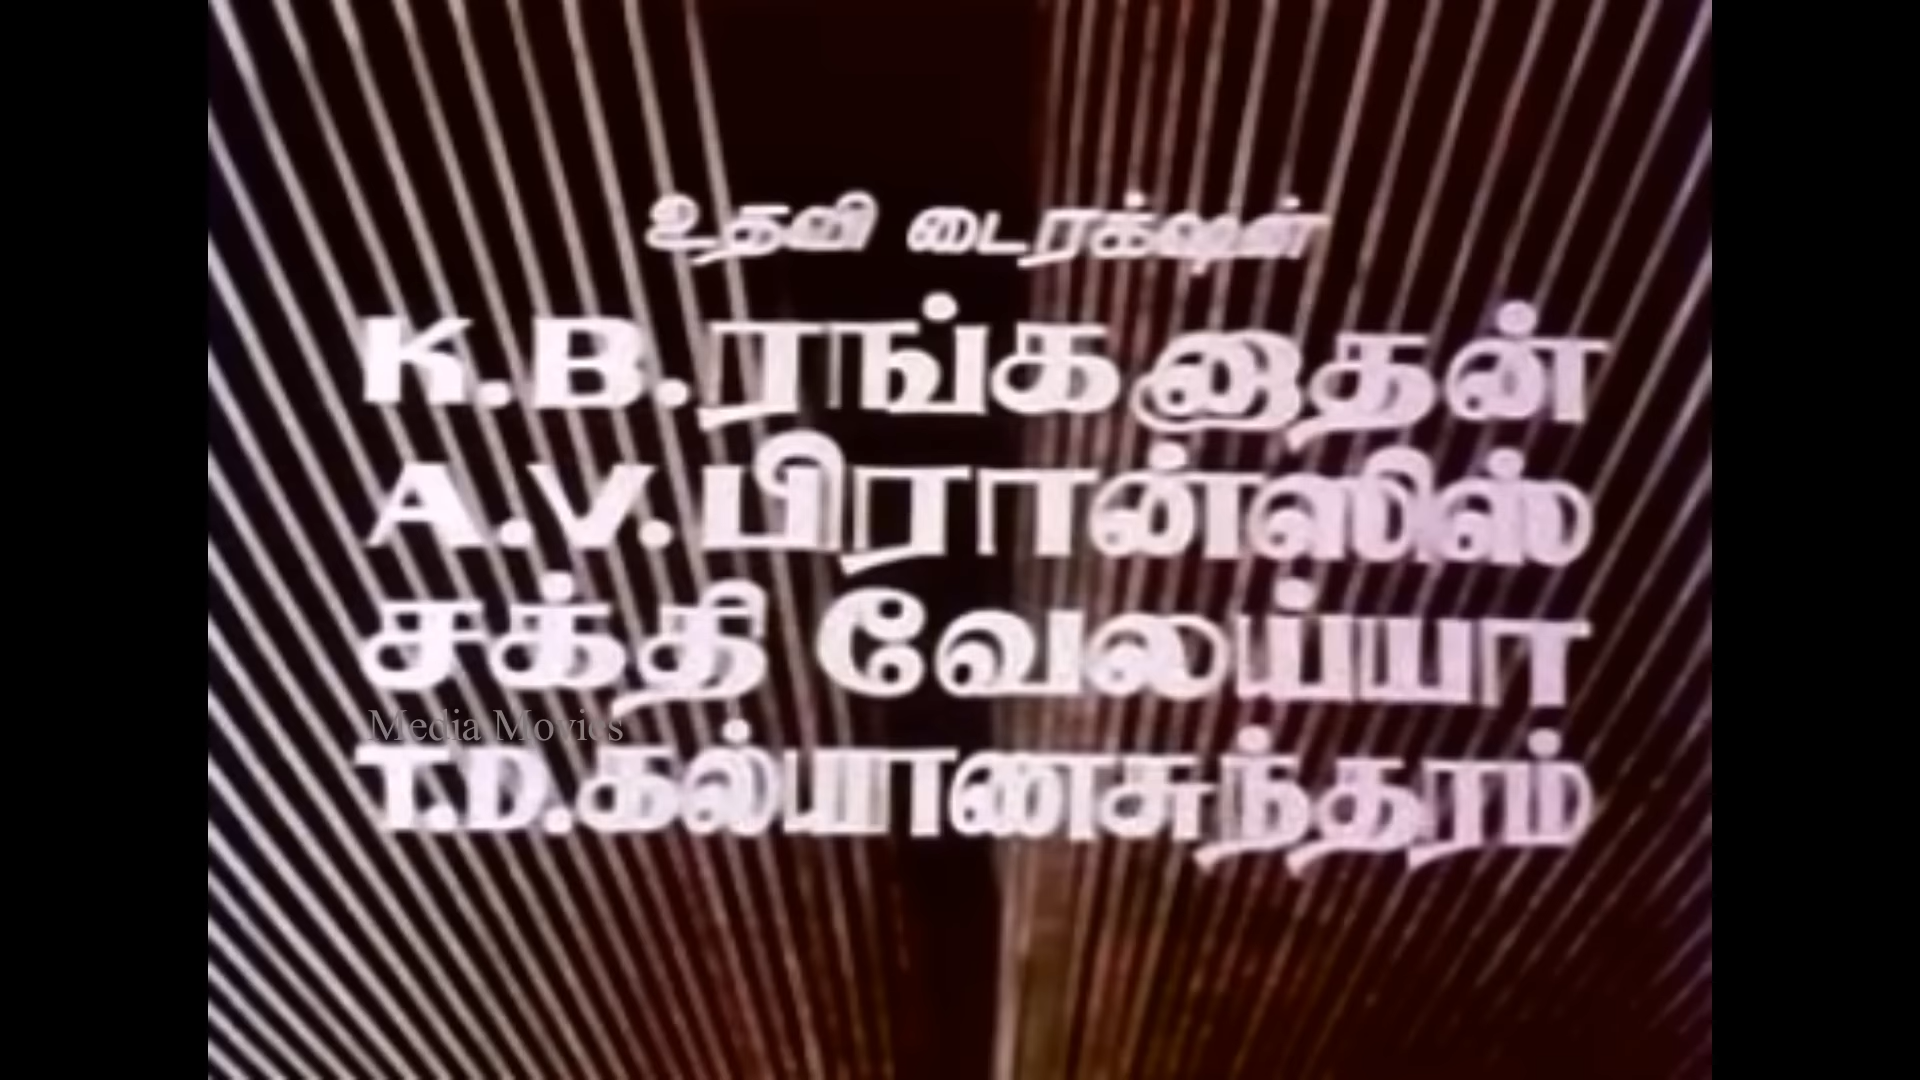 உதவி டைரக்ஷன்
K.B.ரங்கநாதன்
A.V.பிரான்ஸிஸ்
சக்தி வேலய்யா
Media Movies
T.D.கல்யாணசுந்தரம்